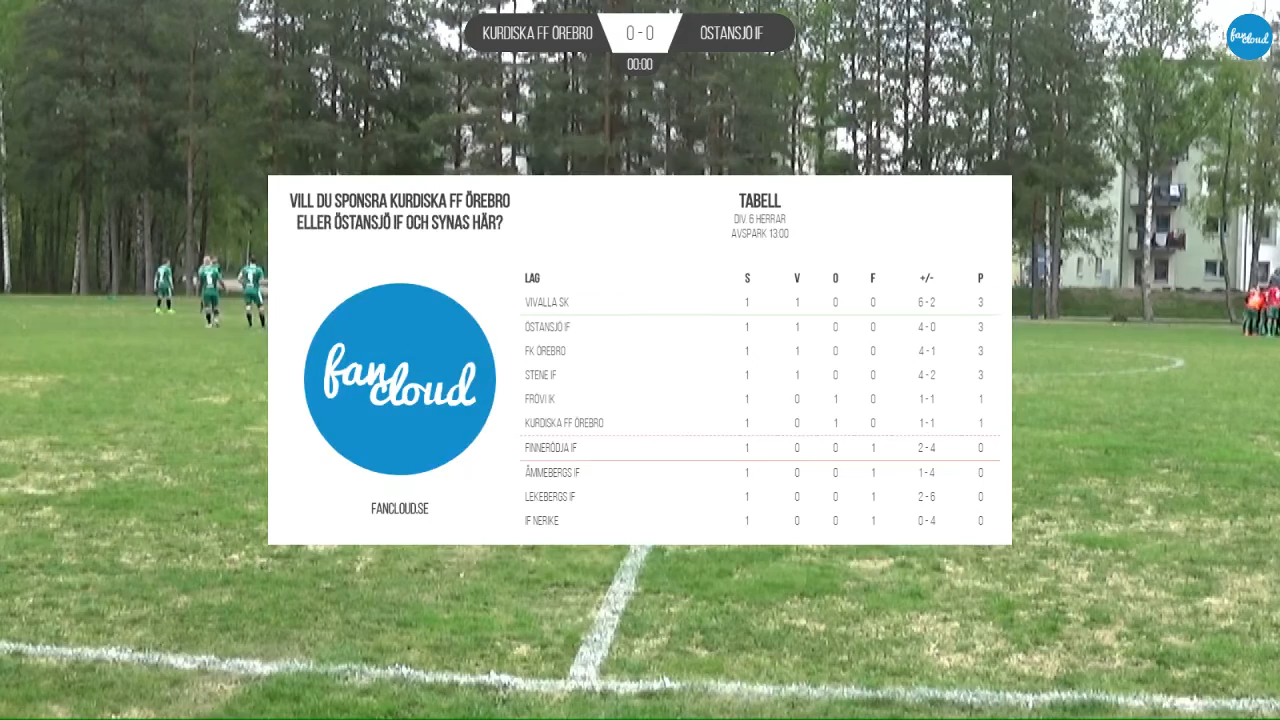 KURDISKA FF ÖREBRO 0 - 0 ÖSTANSJÖ IF
00:00
fan cloud
VILL DU SPONSRA KURDISKA FF ÖREBRO
ELLER ÖSTANSJÖ IF OCH SYNAS HÄR?
fan cloud
FANCLOUD.SE
TABELL
DIV. 6 HERRAR
AVSPARK 13:00
LAG S V O F +/- P
VIVALLA SK 1 1 0 0 6 - 2 3
ÖSTANSJÖ IF 1 1 0 0 4 - 0 3
FK ÖREBRO 1 1 0 0 4 - 1 3
STENE IF 1 1 0 0 4 - 2 3
FRÖVI IK 1 0 1 0 1 - 1 1
KURDISKA FF ÖREBRO 1 0 1 0 1 - 1 1
FINNERÖDJA IF 1 0 0 1 2 - 4 0
ÅMMEBERGS IF 1 0 0 1 1 - 4 0
LEKEBERGS IF 1 0 0 1 2 - 6 0
IF NERIKE 1 0 0 1 0 - 4 0